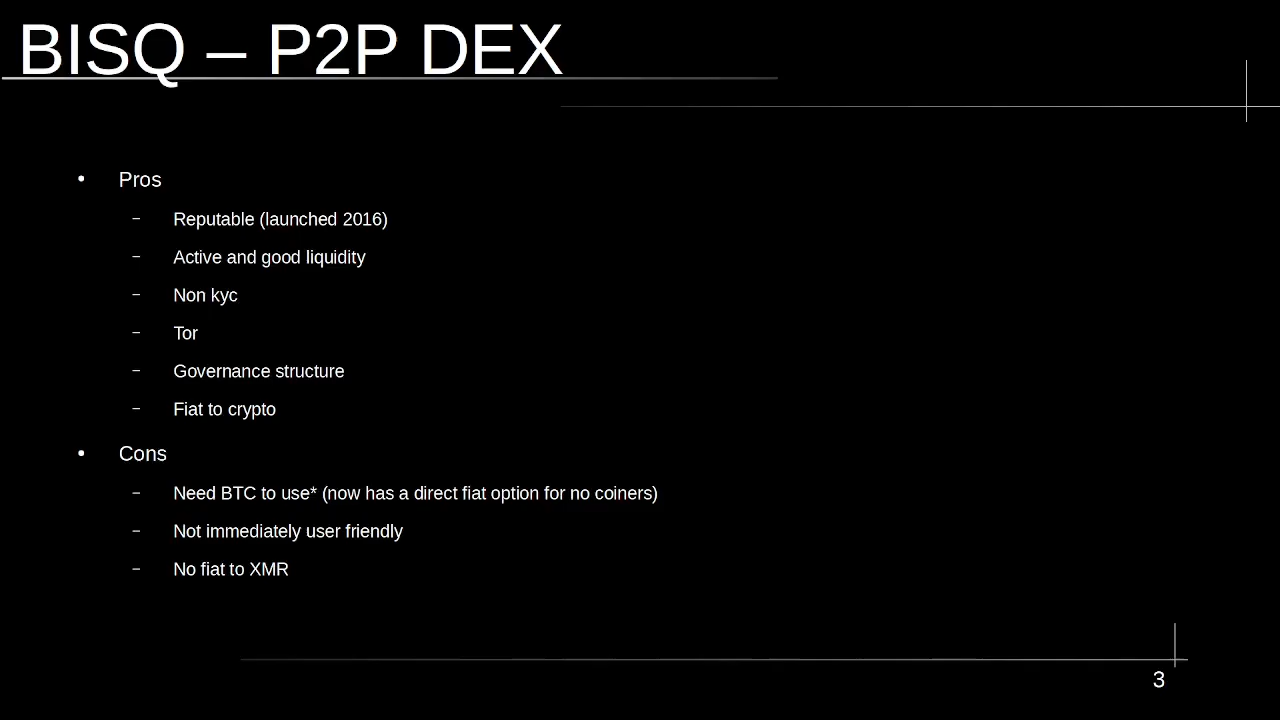 BISQ – P2P DEX
• Pros
– Reputable (launched 2016)
– Active and good liquidity
– Non kyc
– Tor
– Governance structure
– Fiat to crypto
• Cons
– Need BTC to use* (now has a direct fiat option for no coiners)
– Not immediately user friendly
– No fiat to XMR
3